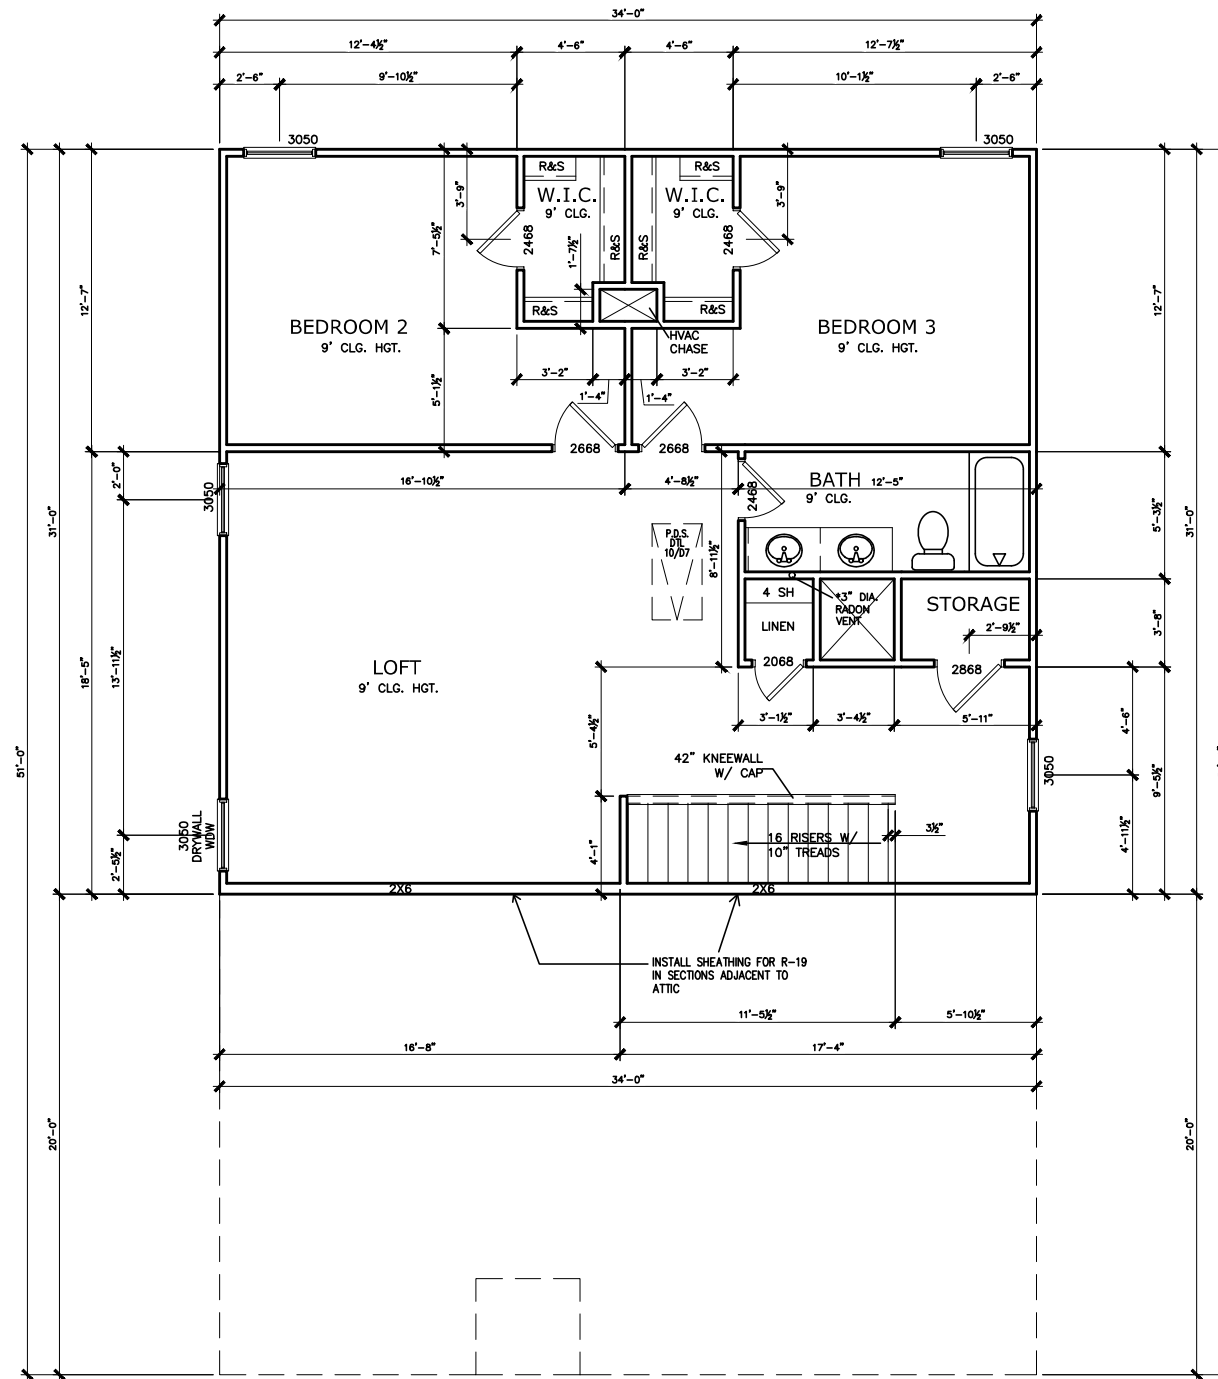 34'-0"
12'-4½"
4'-6"
4'-6"
12'-7½"
2'-6"
9'-10½"
10'-1½"
2'-6"
3050
3050
R&S
R&S
W.I.C.
9' CLG.
W.I.C.
9' CLG.
3'-9"
3'-9"
7'-5½"
2468
2468
R&S
R&S
1'-7½"
12'-7"
12'-7"
R&S
R&S
BEDROOM 2
9' CLG. HGT.
BEDROOM 3
9' CLG. HGT.
HVAC
CHASE
3'-2"
3'-2"
1'-4"
1'-4"
5'-1½"
2668
2668
2'-0"
3050
16'-10½"
4'-8½"
2468
BATH
9' CLG.
12'-5"
31'-0"
31'-0"
5'-3½"
P.D.S.
DTL
10/D7
8'-11½"
4 SH
LINEN
*3" DIA.
RADON
VENT
STORAGE
2'-9½"
3'-8"
2068
2868
LOFT
9' CLG. HGT.
13'-11½"
18'-5"
3'-1½"
3'-4½"
5'-11"
5'-4½"
4'-6"
51'-0"
42" KNEEWALL
W/ CAP
3050
9'-5½"
3050
DRYWALL
WDW
16 RISERS W/
10" TREADS
3½"
2'-5½"
4'-1"
4'-11½"
2X6
2X6
INSTALL SHEATHING FOR R-19
IN SECTIONS ADJACENT TO
ATTIC
11'-5½"
5'-10½"
16'-8"
17'-4"
34'-0"
20'-0"
20'-0"